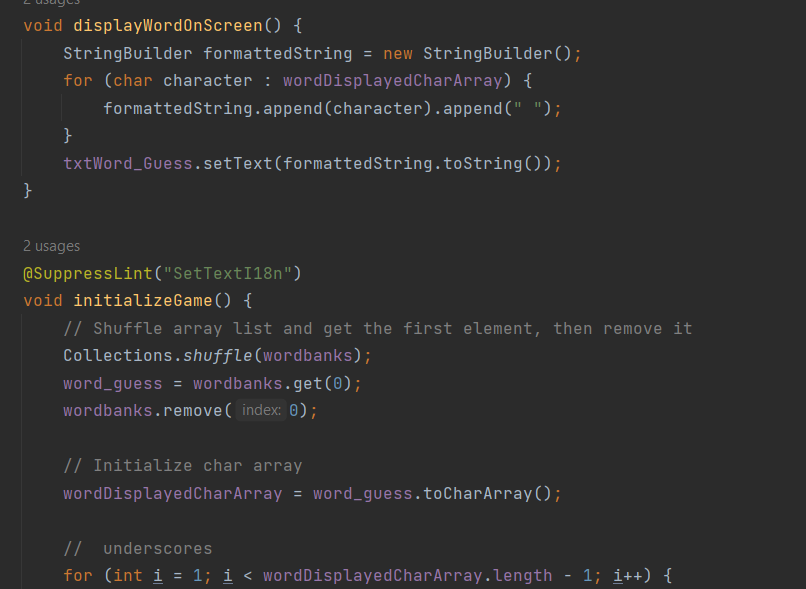 2 usages
void displayWordOnScreen() {
StringBuilder formattedString = new StringBuilder();
for (char character : wordDisplayedCharArray) {
formattedString.append(character).append(" ");
}
txtWord_Guess.setText(formattedString.toString());
}
2 usages
@SuppressLint("SetTextI18n")
void initializeGame() {
// Shuffle array list and get the first element, then remove it
Collections.shuffle(wordbanks);
word_guess = wordbanks.get(0);
wordbanks.remove( index: 0);
// Initialize char array
wordDisplayedCharArray = word_guess.toCharArray();
//  underscores
for (int i = 1; i < wordDisplayedCharArray.length - 1; i++) {